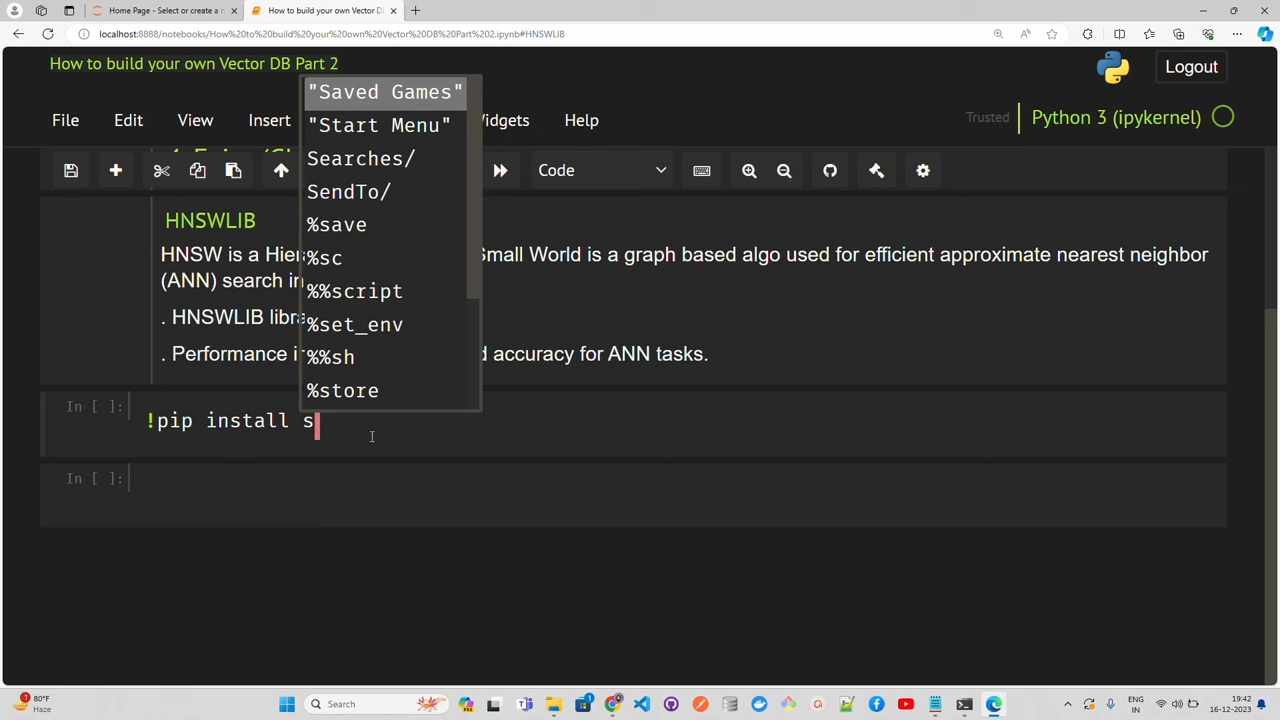 Home Page - Select or create a n
How to build your own Vector D
localhost:8888/notebooks/How%20to%20build%20your%20own%20Vector%20DB%20Part%202.ipynb#HNSWLIB
How to build your own Vector DB Part 2
Logout
File Edit View Insert Widgets Help
Trusted Python 3 (ipykernel)
Code
HNSWLIB
HNSW is a Hier Small World is a graph based algo used for efficient approximate nearest neighbor
(ANN) search in
. HNSWLIB libra
. Performance i d accuracy for ANN tasks.
"Saved Games"
"Start Menu"
Searches/
SendTo/
%save
%sc
%%script
%set_env
%%sh
%store
In [ ]:
!pip install s
In [ ]:
80°F
Haze
1
Search
1
ENG
IN
19:42
16-12-2023